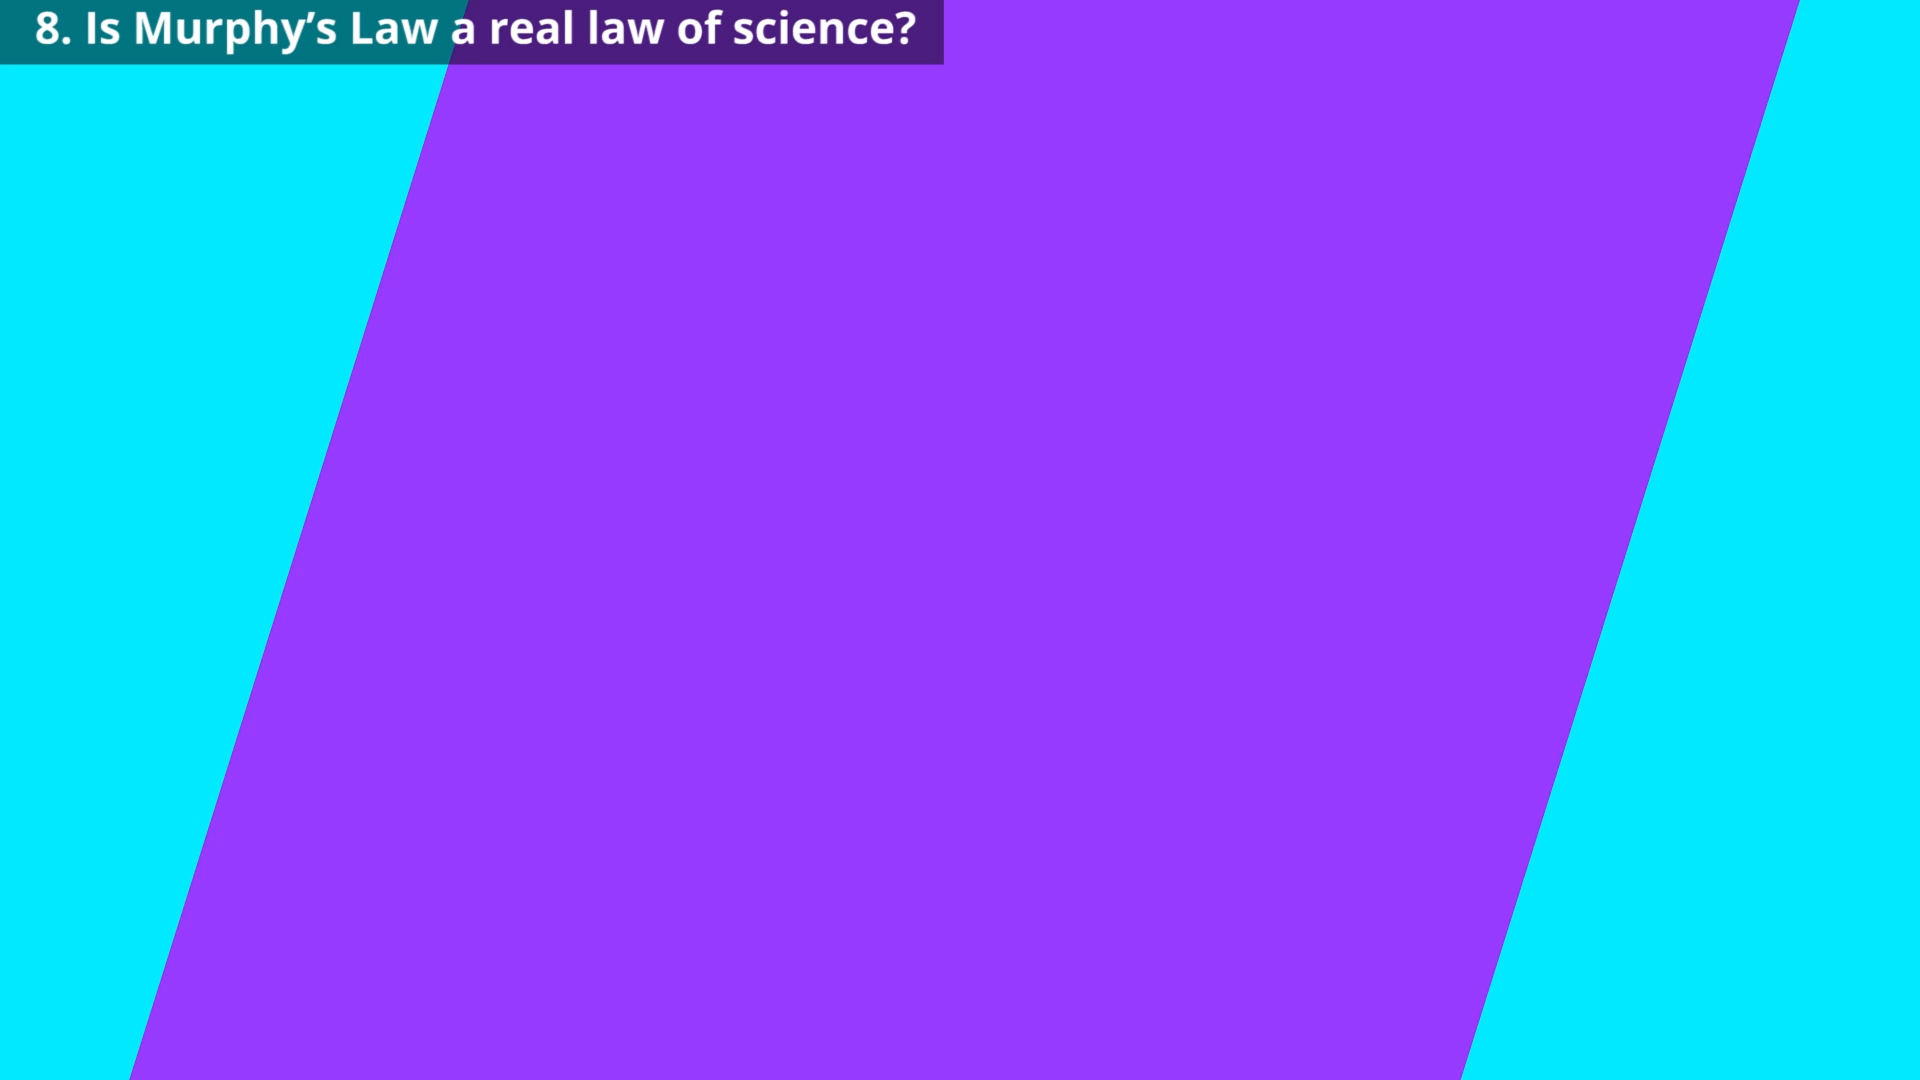 8. Is Murphy’s Law a real law of science?